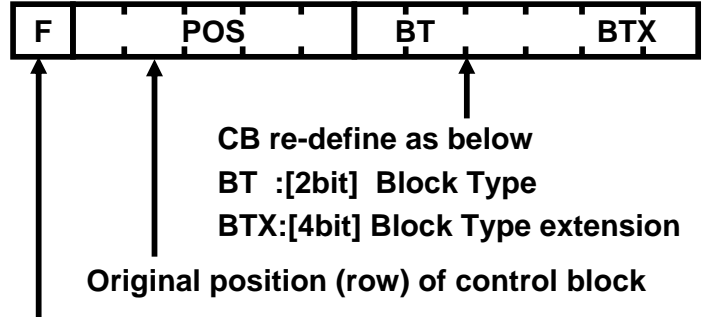 F POS BT BTX
CB re-define as below
BT :[2bit] Block Type
BTX:[4bit] Block Type extension
Original position (row) of control block